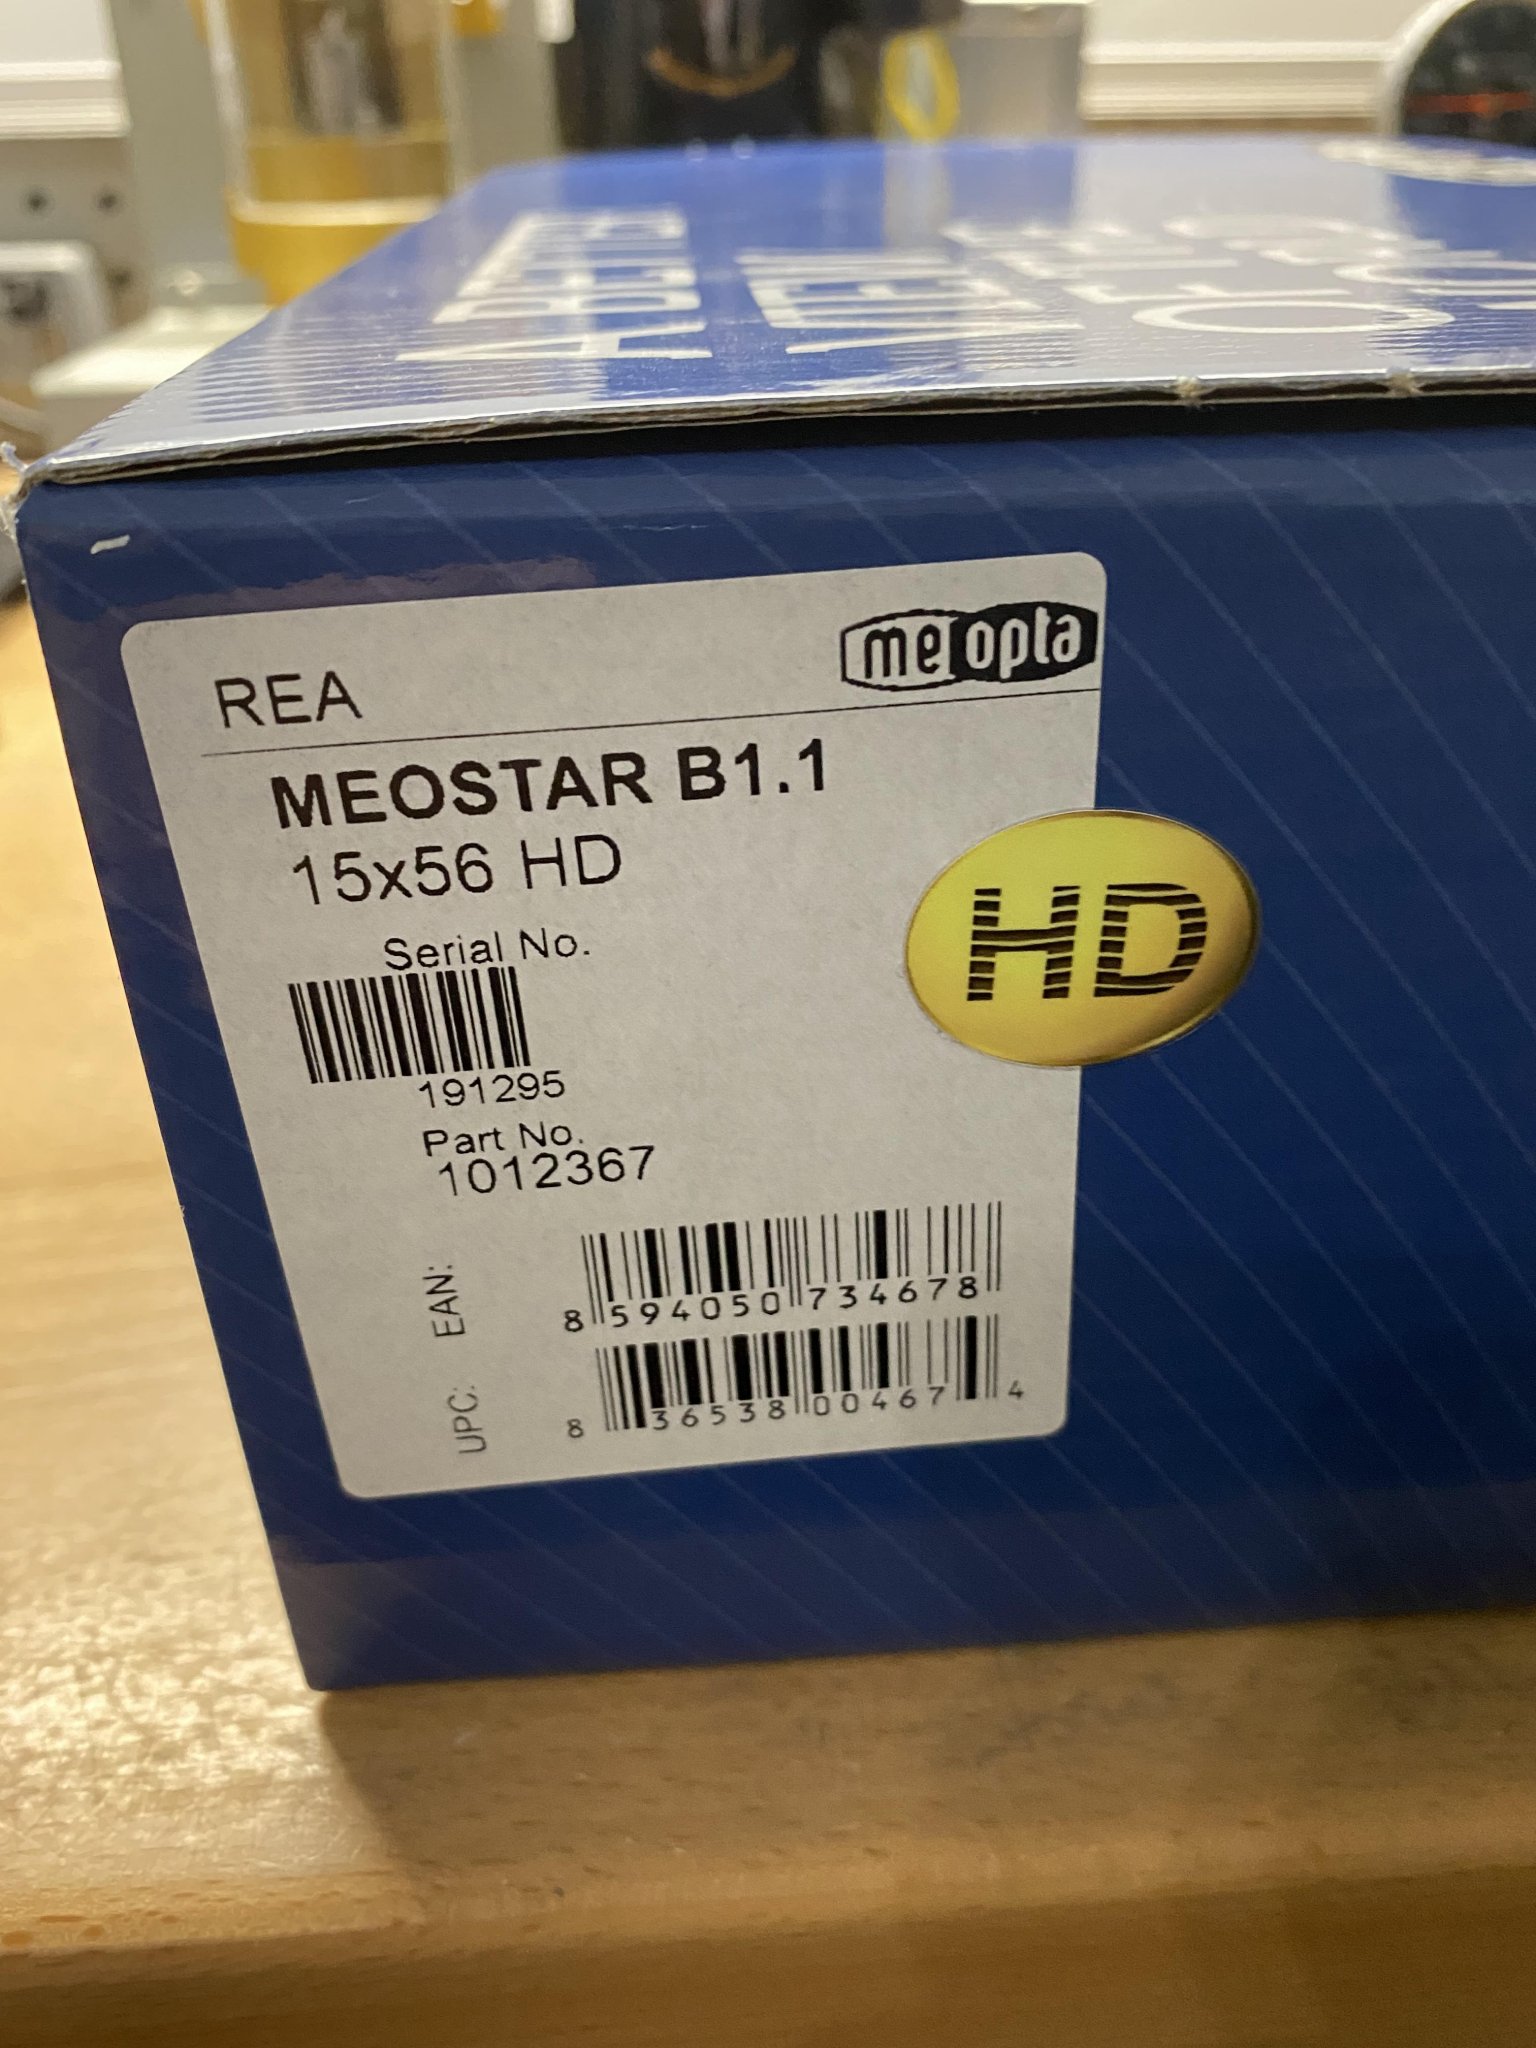 REA
meopta
MEOSTAR B1.1
15x56 HD
HD
Serial No.
191295
Part No.
1012367
EAN:
8 594050 734678
UPC:
8 36538 00467 4